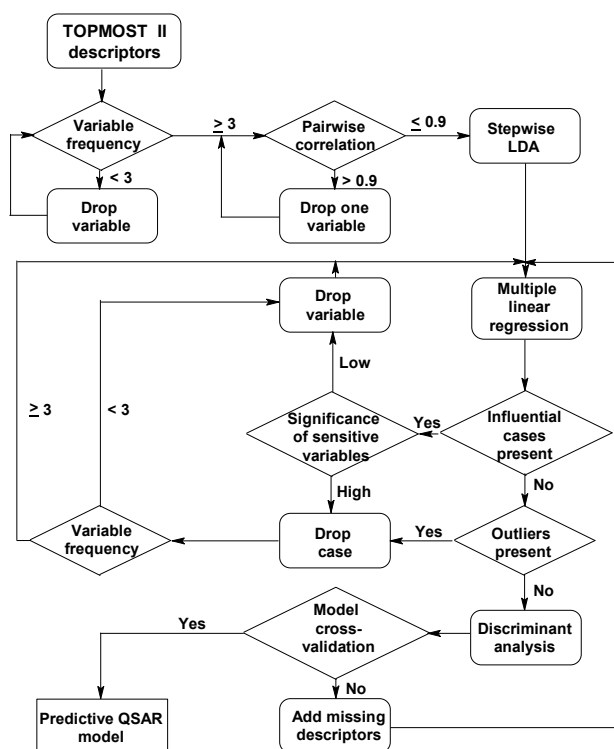 TOPMOST II
descriptors
Variable
frequency
≥ 3
Pairwise
correlation
≤ 0.9
Stepwise
LDA
< 3
> 0.9
Drop
variable
Drop one
variable
Drop
variable
Multiple
linear
regression
Low
≥ 3
< 3
Significance
of sensitive
variables
Yes
Influential
cases
present
High
No
Variable
frequency
Drop
case
Yes
Outliers
present
No
Yes
Model
cross-
validation
Discriminant
analysis
No
Predictive QSAR
model
Add missing
descriptors